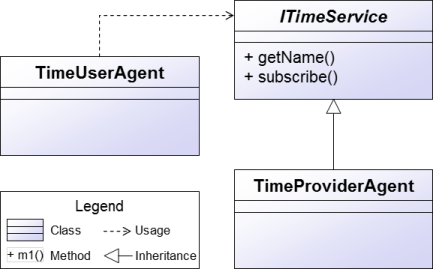 ITimeService
+ getName()
+ subscribe()
TimeUserAgent
TimeProviderAgent
Legend
Class
Usage
+ m1() Method
Inheritance